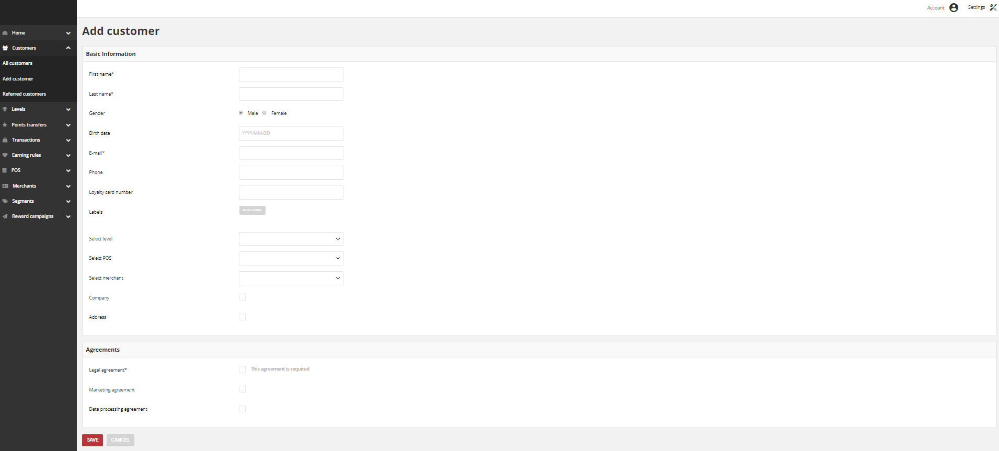 Account
Settings
Home
Customers
All customers
Add customer
Referred customers
Levels
Points transfers
Transactions
Earning rules
POS
Merchants
Segments
Reward campaigns
Add customer
Basic Information
First name*
Last name*
Gender Male Female
Birth date YYYY-MM-DD
E-mail*
Phone
Loyalty card number
Labels ADD LABEL
Select level
Select POS
Select merchant
Company
Address
Agreements
Legal agreement* This agreement is required
Marketing agreement
Data processing agreement
SAVE CANCEL